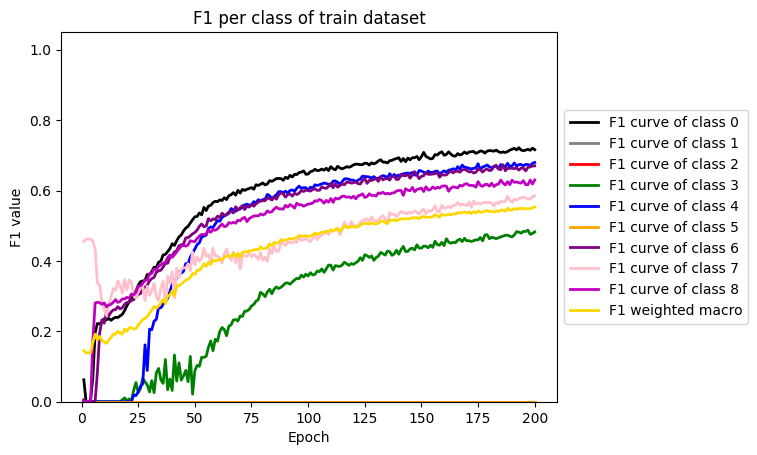 F1 per class of train dataset
F1 value
1.0
0.8
0.6
0.4
0.2
0.0
0
25
50
75
100
125
150
175
200
Epoch
F1 curve of class 0
F1 curve of class 1
F1 curve of class 2
F1 curve of class 3
F1 curve of class 4
F1 curve of class 5
F1 curve of class 6
F1 curve of class 7
F1 curve of class 8
F1 weighted macro